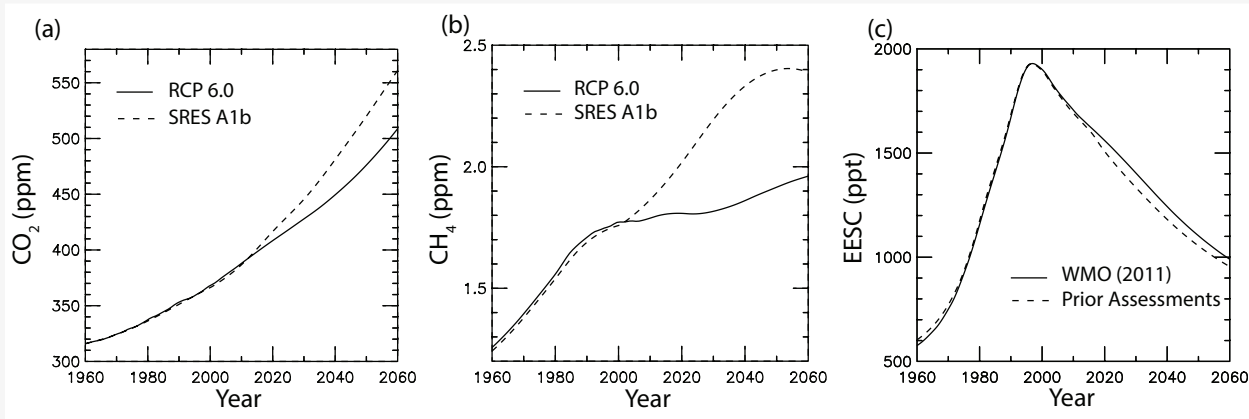 (a)
CO2 (ppm)
550
500
450
400
350
300
RCP 6.0
SRES A1b
1960 1980 2000 2020 2040 2060
Year
(b)
CH4 (ppm)
2.5
2.0
1.5
RCP 6.0
SRES A1b
1960 1980 2000 2020 2040 2060
Year
(c)
EESC (ppt)
2000
1500
1000
500
WMO (2011)
Prior Assessments
1960 1980 2000 2020 2040 2060
Year